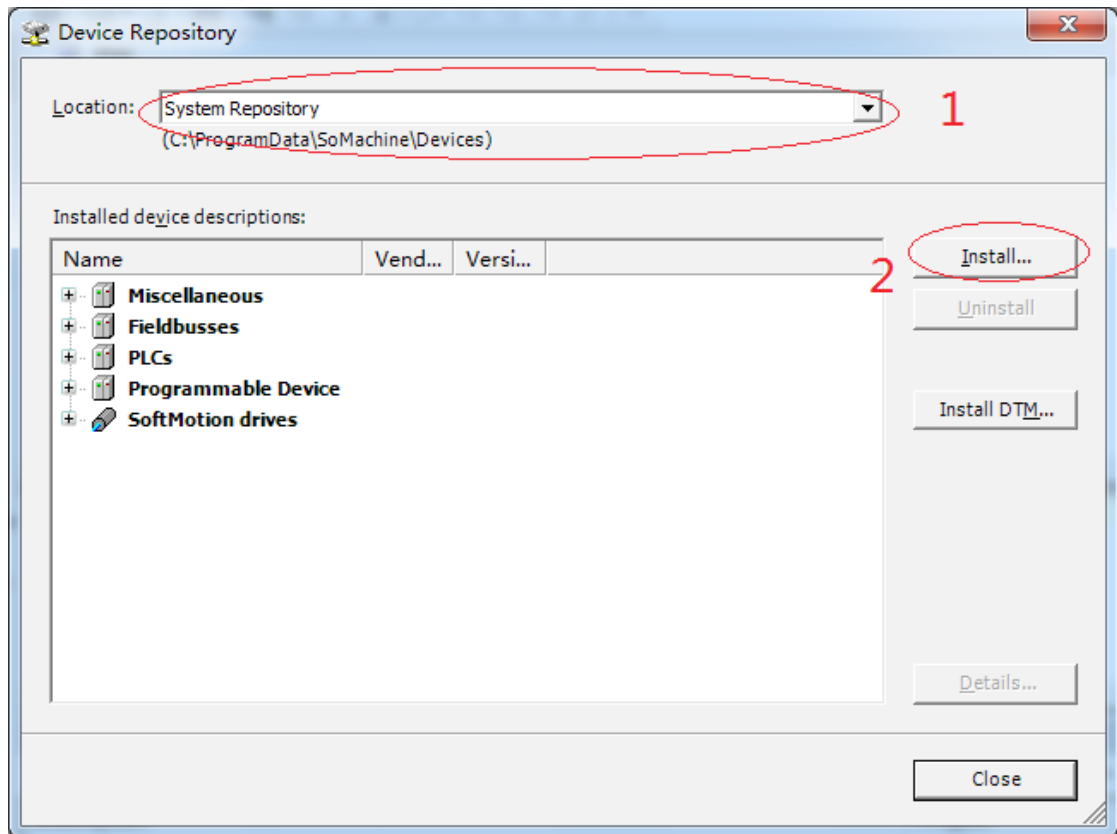 Device Repository
Location: System Repository 1
(C:\ProgramData\SoMachine\Devices)
Installed device descriptions:
Name Vend... Versi...
2 Install...
Miscellaneous
Uninstall
Fieldbusses
PLCs
Programmable Device
Install DTM...
SoftMotion drives
Details...
Close